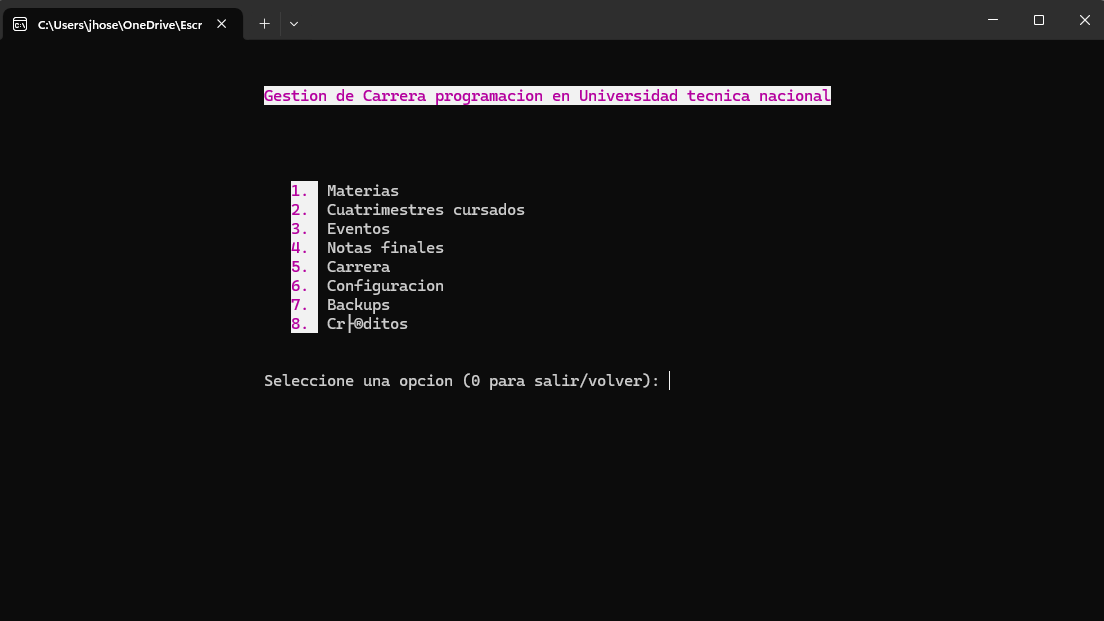 C:\Users\jhose\OneDrive\Escr
Gestion de Carrera programacion en Universidad tecnica nacional
1. Materias
2. Cuatrimestres cursados
3. Eventos
4. Notas finales
5. Carrera
6. Configuracion
7. Backups
8. Cr├®ditos
Seleccione una opcion (0 para salir/volver):